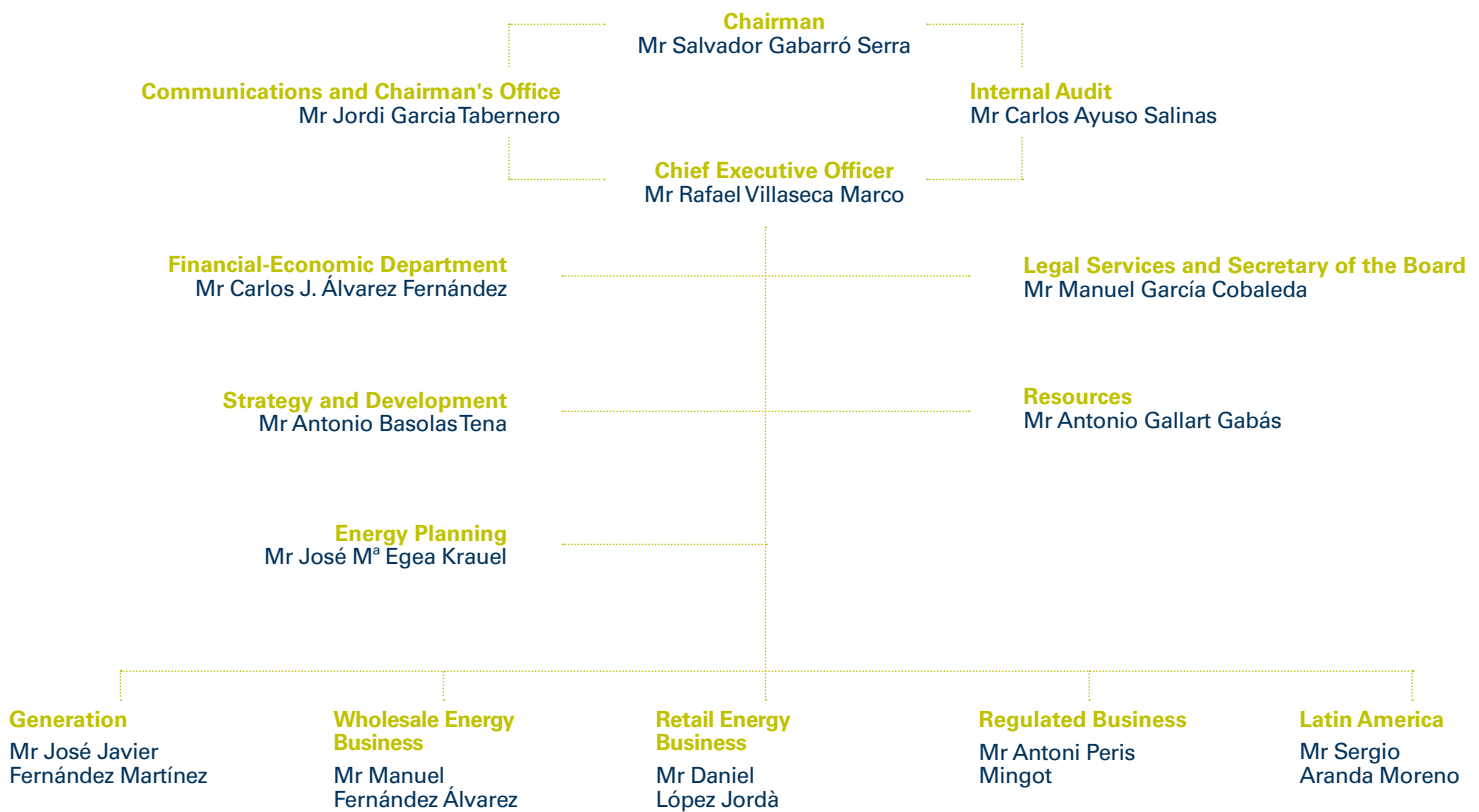 Chairman
Mr Salvador Gabarró Serra
Communications and Chairman's Office
Mr Jordi Garcia Tabernero
Internal Audit
Mr Carlos Ayuso Salinas
Chief Executive Officer
Mr Rafael Villaseca Marco
Financial-Economic Department
Mr Carlos J. Álvarez Fernández
Legal Services and Secretary of the Board
Mr Manuel García Cobaleda
Strategy and Development
Mr Antonio Basolas Tena
Resources
Mr Antonio Gallart Gabás
Energy Planning
Mr José Mª Egea Krauel
Generation
Mr José Javier
Fernández Martínez
Wholesale Energy
Business
Mr Manuel
Fernández Álvarez
Retail Energy
Business
Mr Daniel
López Jordà
Regulated Business
Mr Antoni Peris
Mingot
Latin America
Mr Sergio
Aranda Moreno